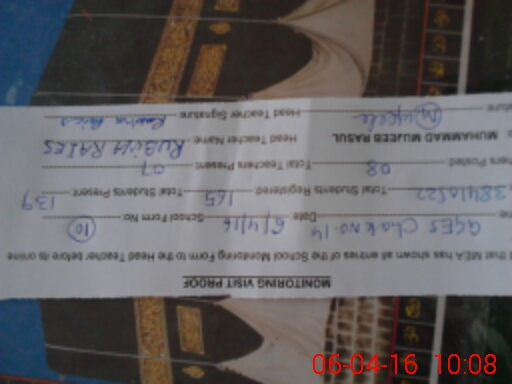 MONITORING VISIT PROOF
that MEA has shown all entries of the School Monitoring Form to the Head Teacher before its online
GGES Chak No. 14 Date 6/4/16 School Form No: 10
38410522 Total Students Registered: 165 Total Students Present: 139
Posted: 08 Total Teachers Present: 07
MUHAMMAD MUJEEB RASUL Head Teacher Name: RUBINA RAEES
Head Teacher Signature:
06-04-16 10:08